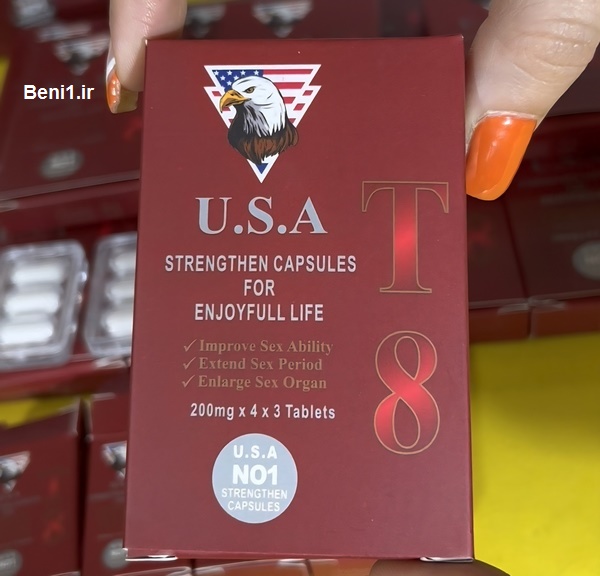 Beni1.ir
U.S.A
STRENGTHEN CAPSULES
FOR
ENJOYFULL LIFE
✓ Improve Sex Ability
✓ Extend Sex Period
✓ Enlarge Sex Organ
200mg x 4 x 3 Tablets
T8
U.S.A
NO1
STRENGTHEN
CAPSULES